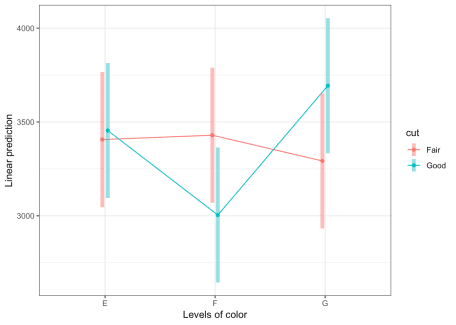 4000
3500
3000
Linear prediction
E
F
G
Levels of color
cut
Fair
Good